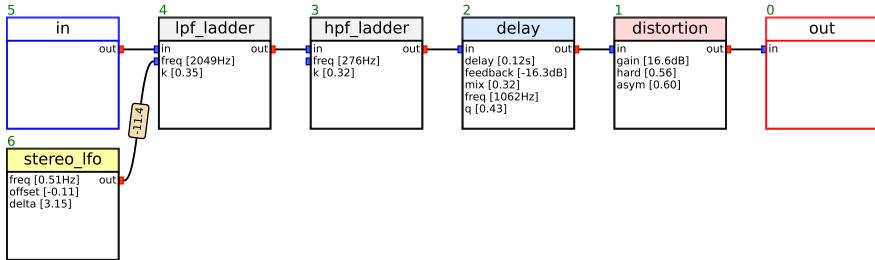 5
in
out
4
lpf_ladder
in
out
freq [2049Hz]
k [0.35]
3
hpf_ladder
in
out
freq [276Hz]
k [0.32]
2
delay
in
out
delay [0.12s]
feedback [-16.3dB]
mix [0.32]
freq [1062Hz]
q [0.43]
1
distortion
in
out
gain [16.6dB]
hard [0.56]
asym [0.60]
0
out
in
-11.4
6
stereo_lfo
freq [0.51Hz]
out
offset [-0.11]
delta [3.15]